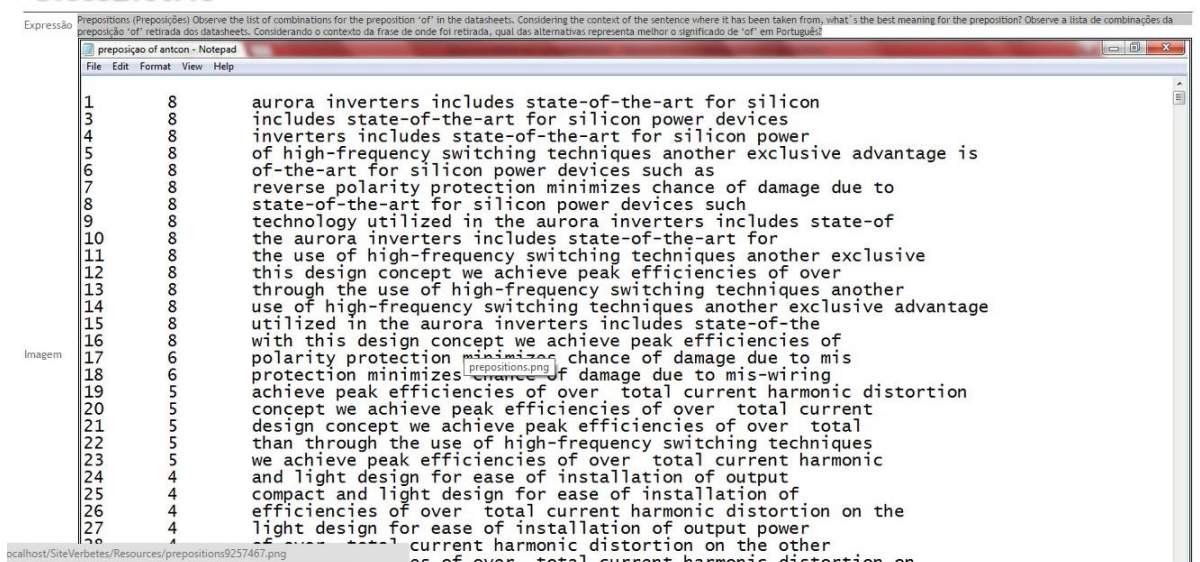 Expressão
Prepositions (Preposições) Observe the list of combinations for the preposition 'of' in the datasheets. Considering the context of the sentence where it has been taken from, what`s the best meaning for the preposition? Observe a lista de combinações da
preposição 'of' retirada dos datasheets. Considerando o contexto da frase de onde foi retirada, qual das alternativas representa melhor o significado de 'of' em Português?
preposiçao of antcon - Notepad
File Edit Format View Help
1 8 aurora inverters includes state-of-the-art for silicon
3 8 includes state-of-the-art for silicon power devices
4 8 inverters includes state-of-the-art for silicon power
5 8 of high-frequency switching techniques another exclusive advantage is
6 8 of-the-art for silicon power devices such as
7 8 reverse polarity protection minimizes chance of damage due to
8 8 state-of-the-art for silicon power devices such
9 8 technology utilized in the aurora inverters includes state-of
10 8 the aurora inverters includes state-of-the-art for
11 8 the use of high-frequency switching techniques another exclusive
12 8 this design concept we achieve peak efficiencies of over
13 8 through the use of high-frequency switching techniques another
14 8 use of high-frequency switching techniques another exclusive advantage
15 8 utilized in the aurora inverters includes state-of-the
16 8 with this design concept we achieve peak efficiencies of
Imagem
17 6 polarity protection minimizes chance of damage due to mis
prepositions.png
18 6 protection minimizes chance of damage due to mis-wiring
19 5 achieve peak efficiencies of over total current harmonic distortion
20 5 concept we achieve peak efficiencies of over total current
21 5 design concept we achieve peak efficiencies of over total
22 5 than through the use of high-frequency switching techniques
23 5 we achieve peak efficiencies of over total current harmonic
24 4 and light design for ease of installation of output
25 4 compact and light design for ease of installation of
26 4 efficiencies of over total current harmonic distortion on the
27 4 light design for ease of installation of output power
28 4 of over total current harmonic distortion on the other
ocalhost/SiteVerbetes/Resources/prepositions9257467.png
es of over total current harmonic distortion on